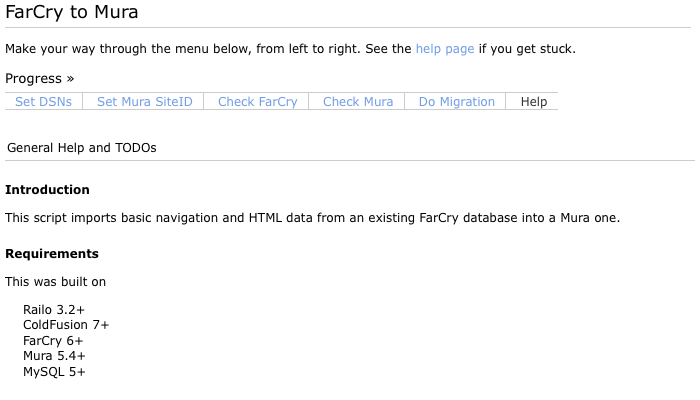 FarCry to Mura
Make your way through the menu below, from left to right. See the help page if you get stuck.
Progress »
Set DSNs Set Mura SiteID Check FarCry Check Mura Do Migration Help
General Help and TODOs
Introduction
This script imports basic navigation and HTML data from an existing FarCry database into a Mura one.
Requirements
This was built on
Railo 3.2+
ColdFusion 7+
FarCry 6+
Mura 5.4+
MySQL 5+